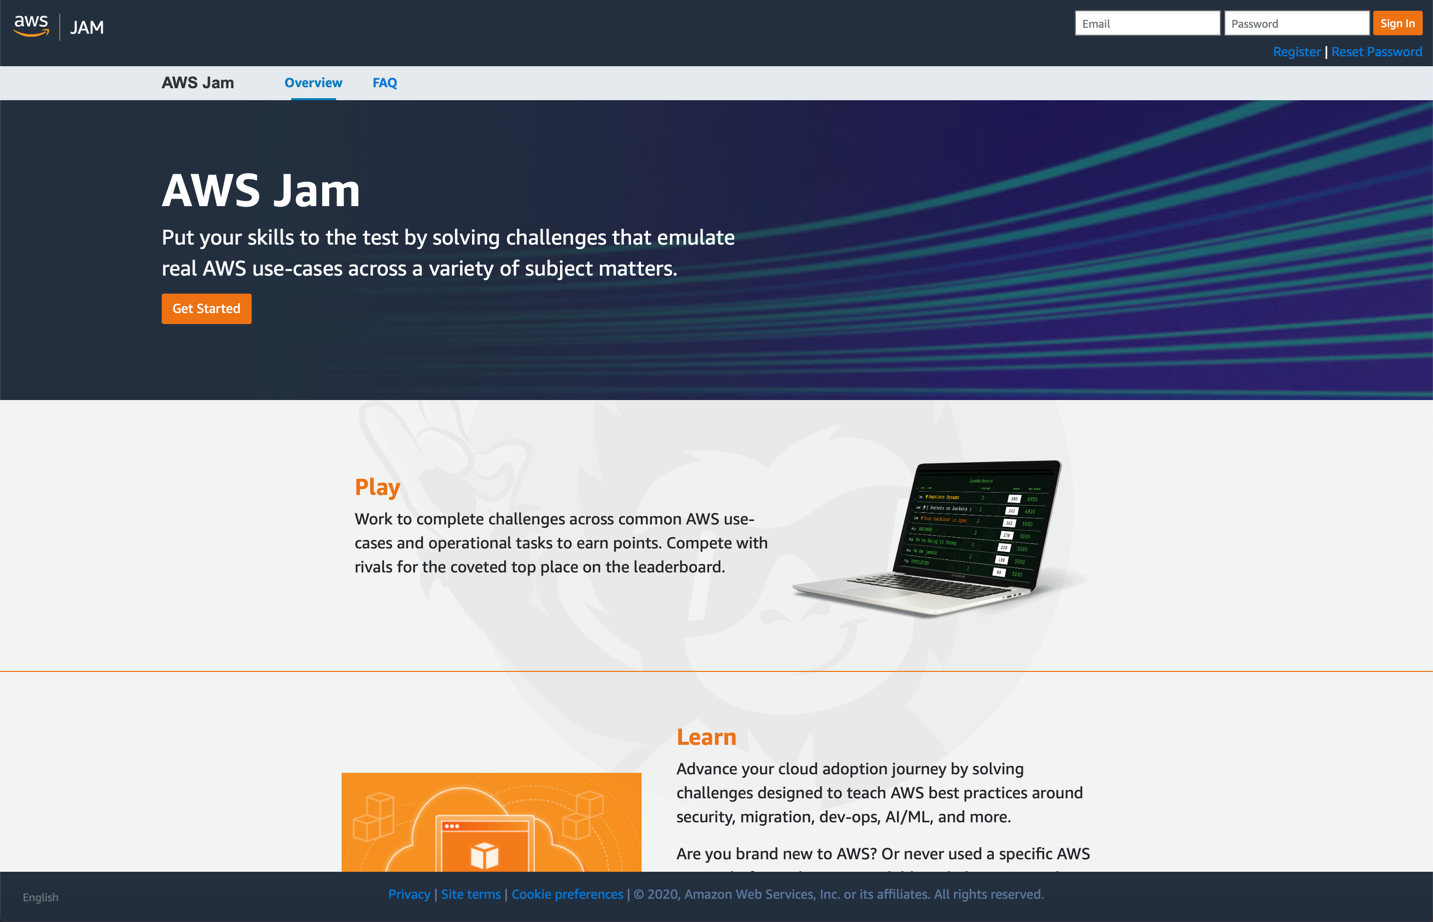 aws JAM
Email
Password
Sign In
Register | Reset Password
AWS Jam
Overview
FAQ
AWS Jam
Put your skills to the test by solving challenges that emulate
real AWS use-cases across a variety of subject matters.
Get Started
Play
Work to complete challenges across common AWS use-
cases and operational tasks to earn points. Compete with
rivals for the coveted top place on the leaderboard.
Leaderboard
Learn
Advance your cloud adoption journey by solving
challenges designed to teach AWS best practices around
security, migration, dev-ops, AI/ML, and more.
Are you brand new to AWS? Or never used a specific AWS
English
Privacy | Site terms | Cookie preferences | © 2020, Amazon Web Services, Inc. or its affiliates. All rights reserved.